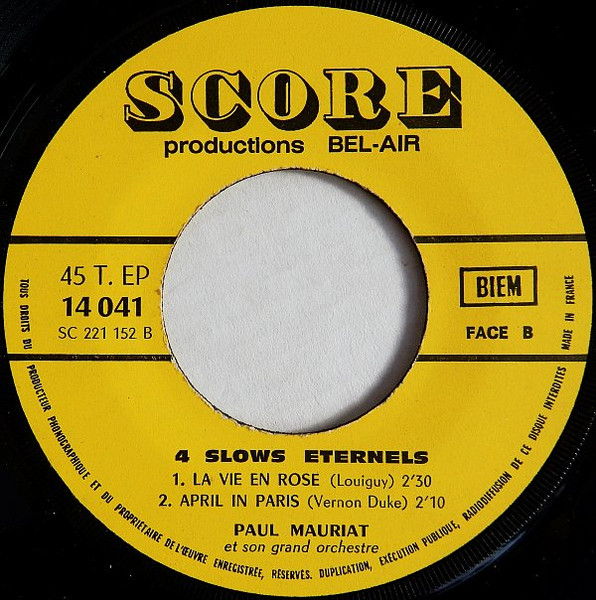 SCORE
productions BEL-AIR
45 T. EP
14 041
SC 221 152 B
BIEM
FACE B
4 SLOWS ETERNELS
1. LA VIE EN ROSE (Louiguy) 2'30
2. APRIL IN PARIS (Vernon Duke) 2'10
PAUL MAURIAT
et son grand orchestre
TOUS DROITS DU PRODUCTEUR PHONOGRAPHIQUE ET DU PROPRIETAIRE DE L'ŒUVRE ENREGISTRÉE, RÉSERVÉS. DUPLICATION, EXÉCUTION PUBLIQUE, RADIODIFFUSION DE CE DISQUE INTERDITES MADE IN FRANCE